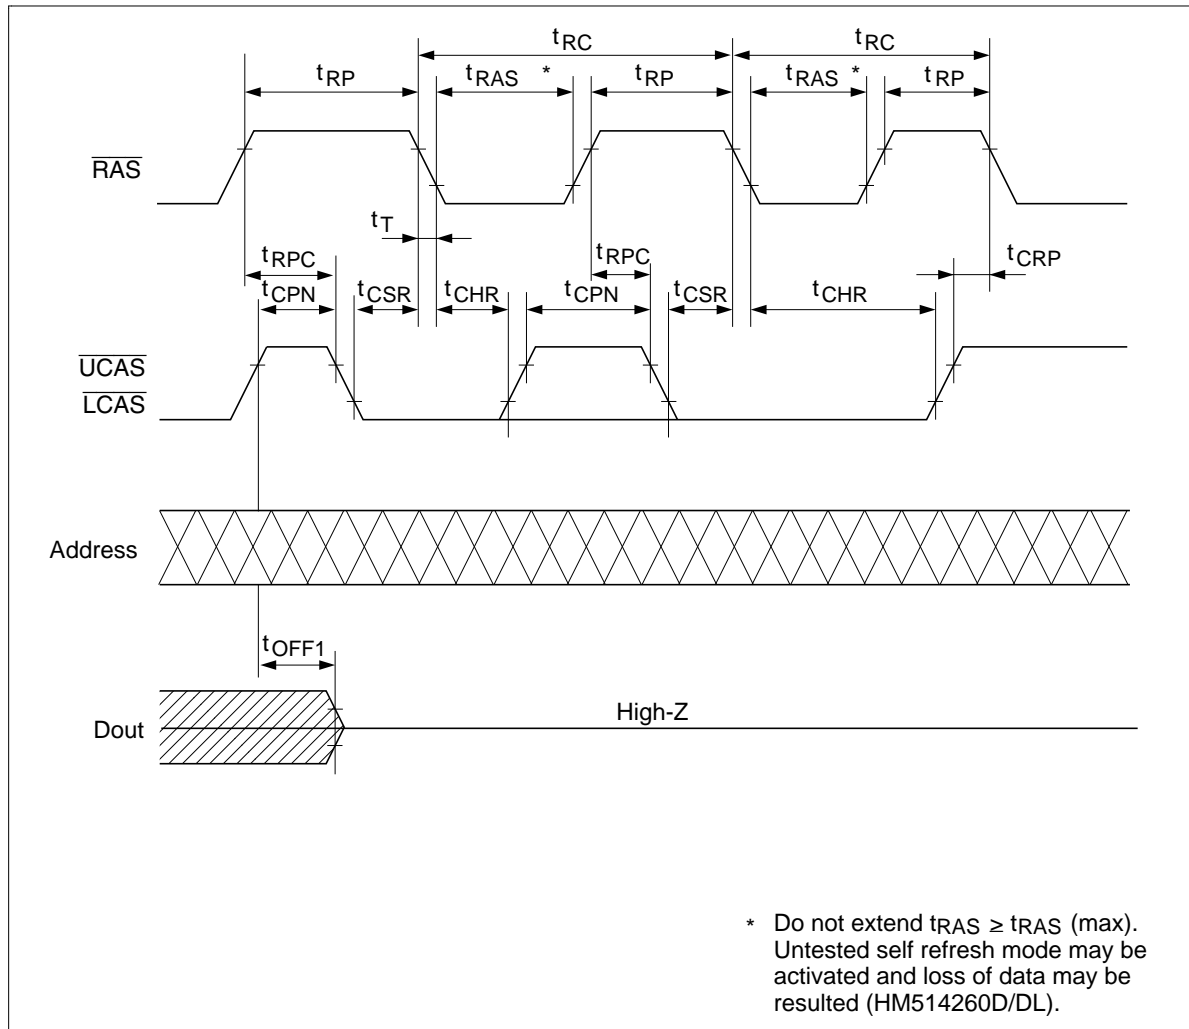 tRC tRC
tRP tRAS * tRP tRAS * tRP
RAS
tT
tRPC tRPC tCRP
tCPN tCSR tCHR tCPN tCSR tCHR
UCAS
LCAS
Address
tOFF1
High-Z
Dout
* Do not extend tRAS ≥ tRAS (max).
Untested self refresh mode may be
activated and loss of data may be
resulted (HM514260D/DL).